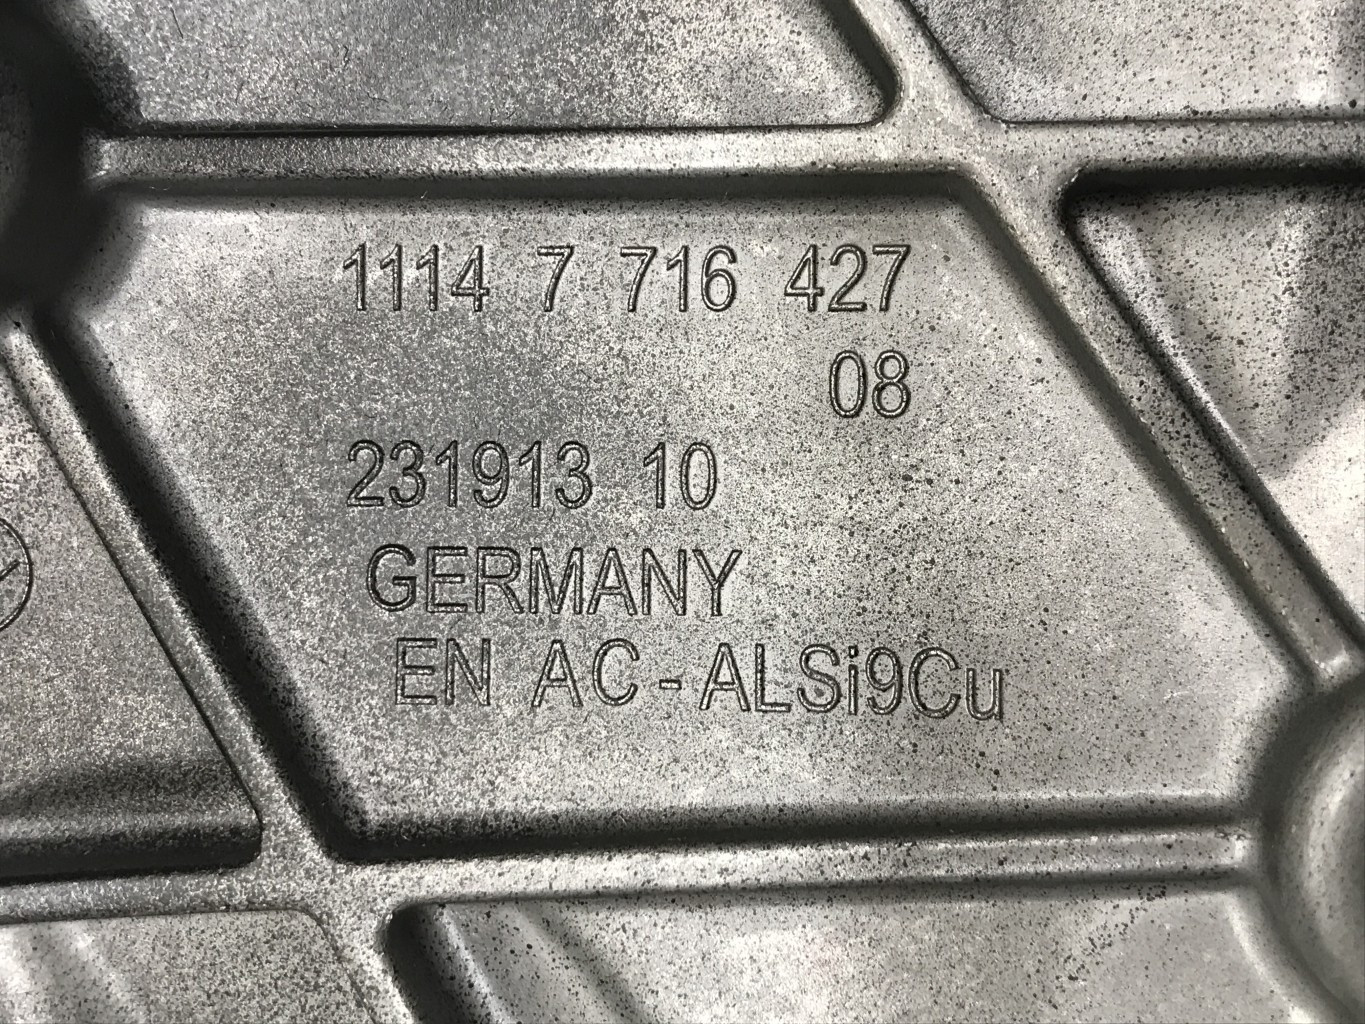 1114 7 716 427
08
231913 10
GERMANY
EN AC-ALSi9Cu